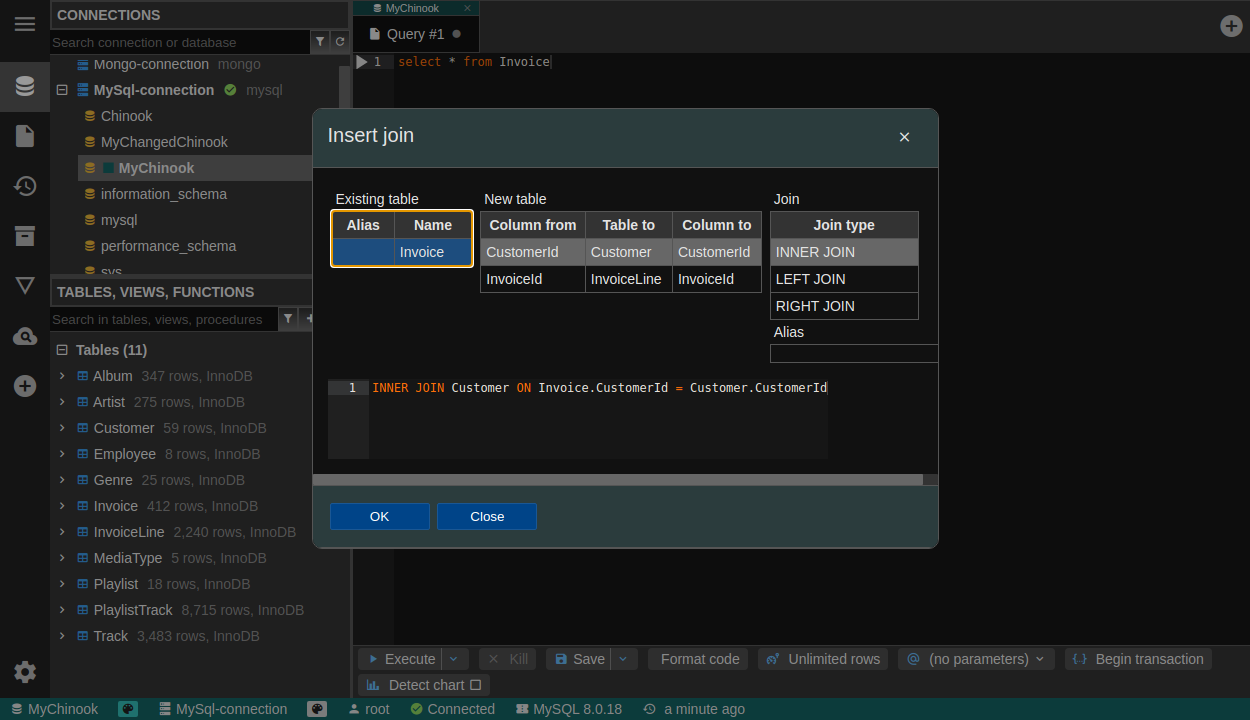 CONNECTIONS
Search connection or database
Mongo-connection mongo
MySql-connection mysql
Chinook
MyChangedChinook
MyChinook
information_schema
mysql
performance_schema
sys
TABLES, VIEWS, FUNCTIONS
Search in tables, views, procedures
Tables (11)
Album 347 rows, InnoDB
Artist 275 rows, InnoDB
Customer 59 rows, InnoDB
Employee 8 rows, InnoDB
Genre 25 rows, InnoDB
Invoice 412 rows, InnoDB
InvoiceLine 2,240 rows, InnoDB
MediaType 5 rows, InnoDB
Playlist 18 rows, InnoDB
PlaylistTrack 8,715 rows, InnoDB
Track 3,483 rows, InnoDB
MyChinook
Query #1
1 select * from Invoice
Insert join
Existing table
Alias Name
Invoice
New table
Column from Table to Column to
CustomerId Customer CustomerId
InvoiceId InvoiceLine InvoiceId
Join
Join type
INNER JOIN
LEFT JOIN
RIGHT JOIN
Alias
1 INNER JOIN Customer ON Invoice.CustomerId = Customer.CustomerId
OK Close
Execute Kill Save Format code Unlimited rows (no parameters) Begin transaction
Detect chart
MyChinook MySql-connection root Connected MySQL 8.0.18 a minute ago